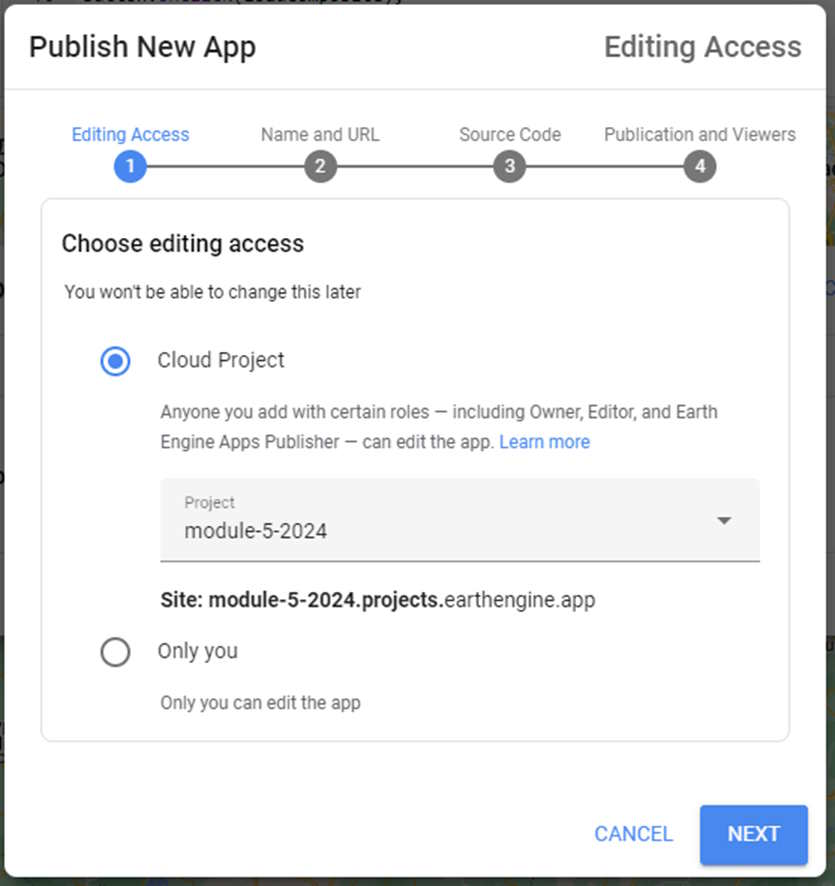 Publish New App
Editing Access
Editing Access
Name and URL
Source Code
Publication and Viewers
1
2
3
4
Choose editing access
You won't be able to change this later
Cloud Project
Anyone you add with certain roles — including Owner, Editor, and Earth
Engine Apps Publisher — can edit the app. Learn more
Project
module-5-2024
Site: module-5-2024.projects.earthengine.app
Only you
Only you can edit the app
CANCEL
NEXT